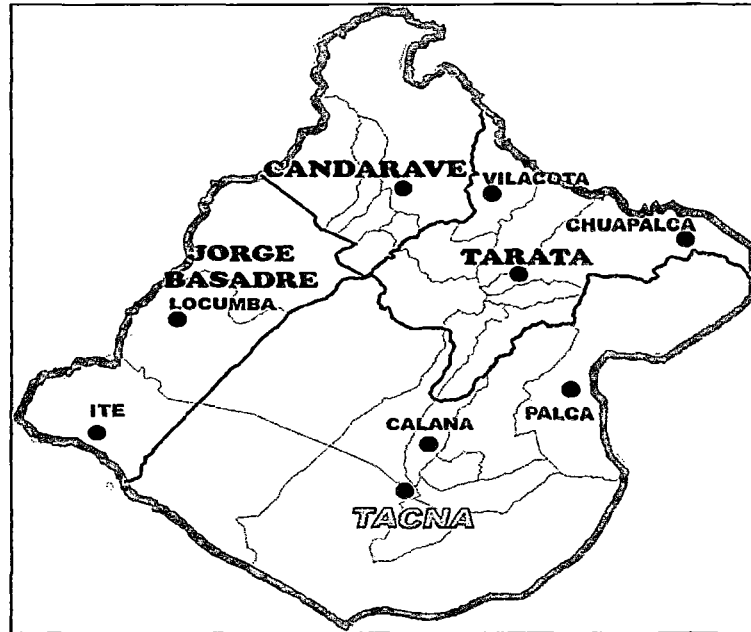 CANDARAVE
VILACOTA
CHUAPALCA
JORGE
BASADRE
TARATA
LOCUMBA
ITE
CALANA
PALCA
TACNA